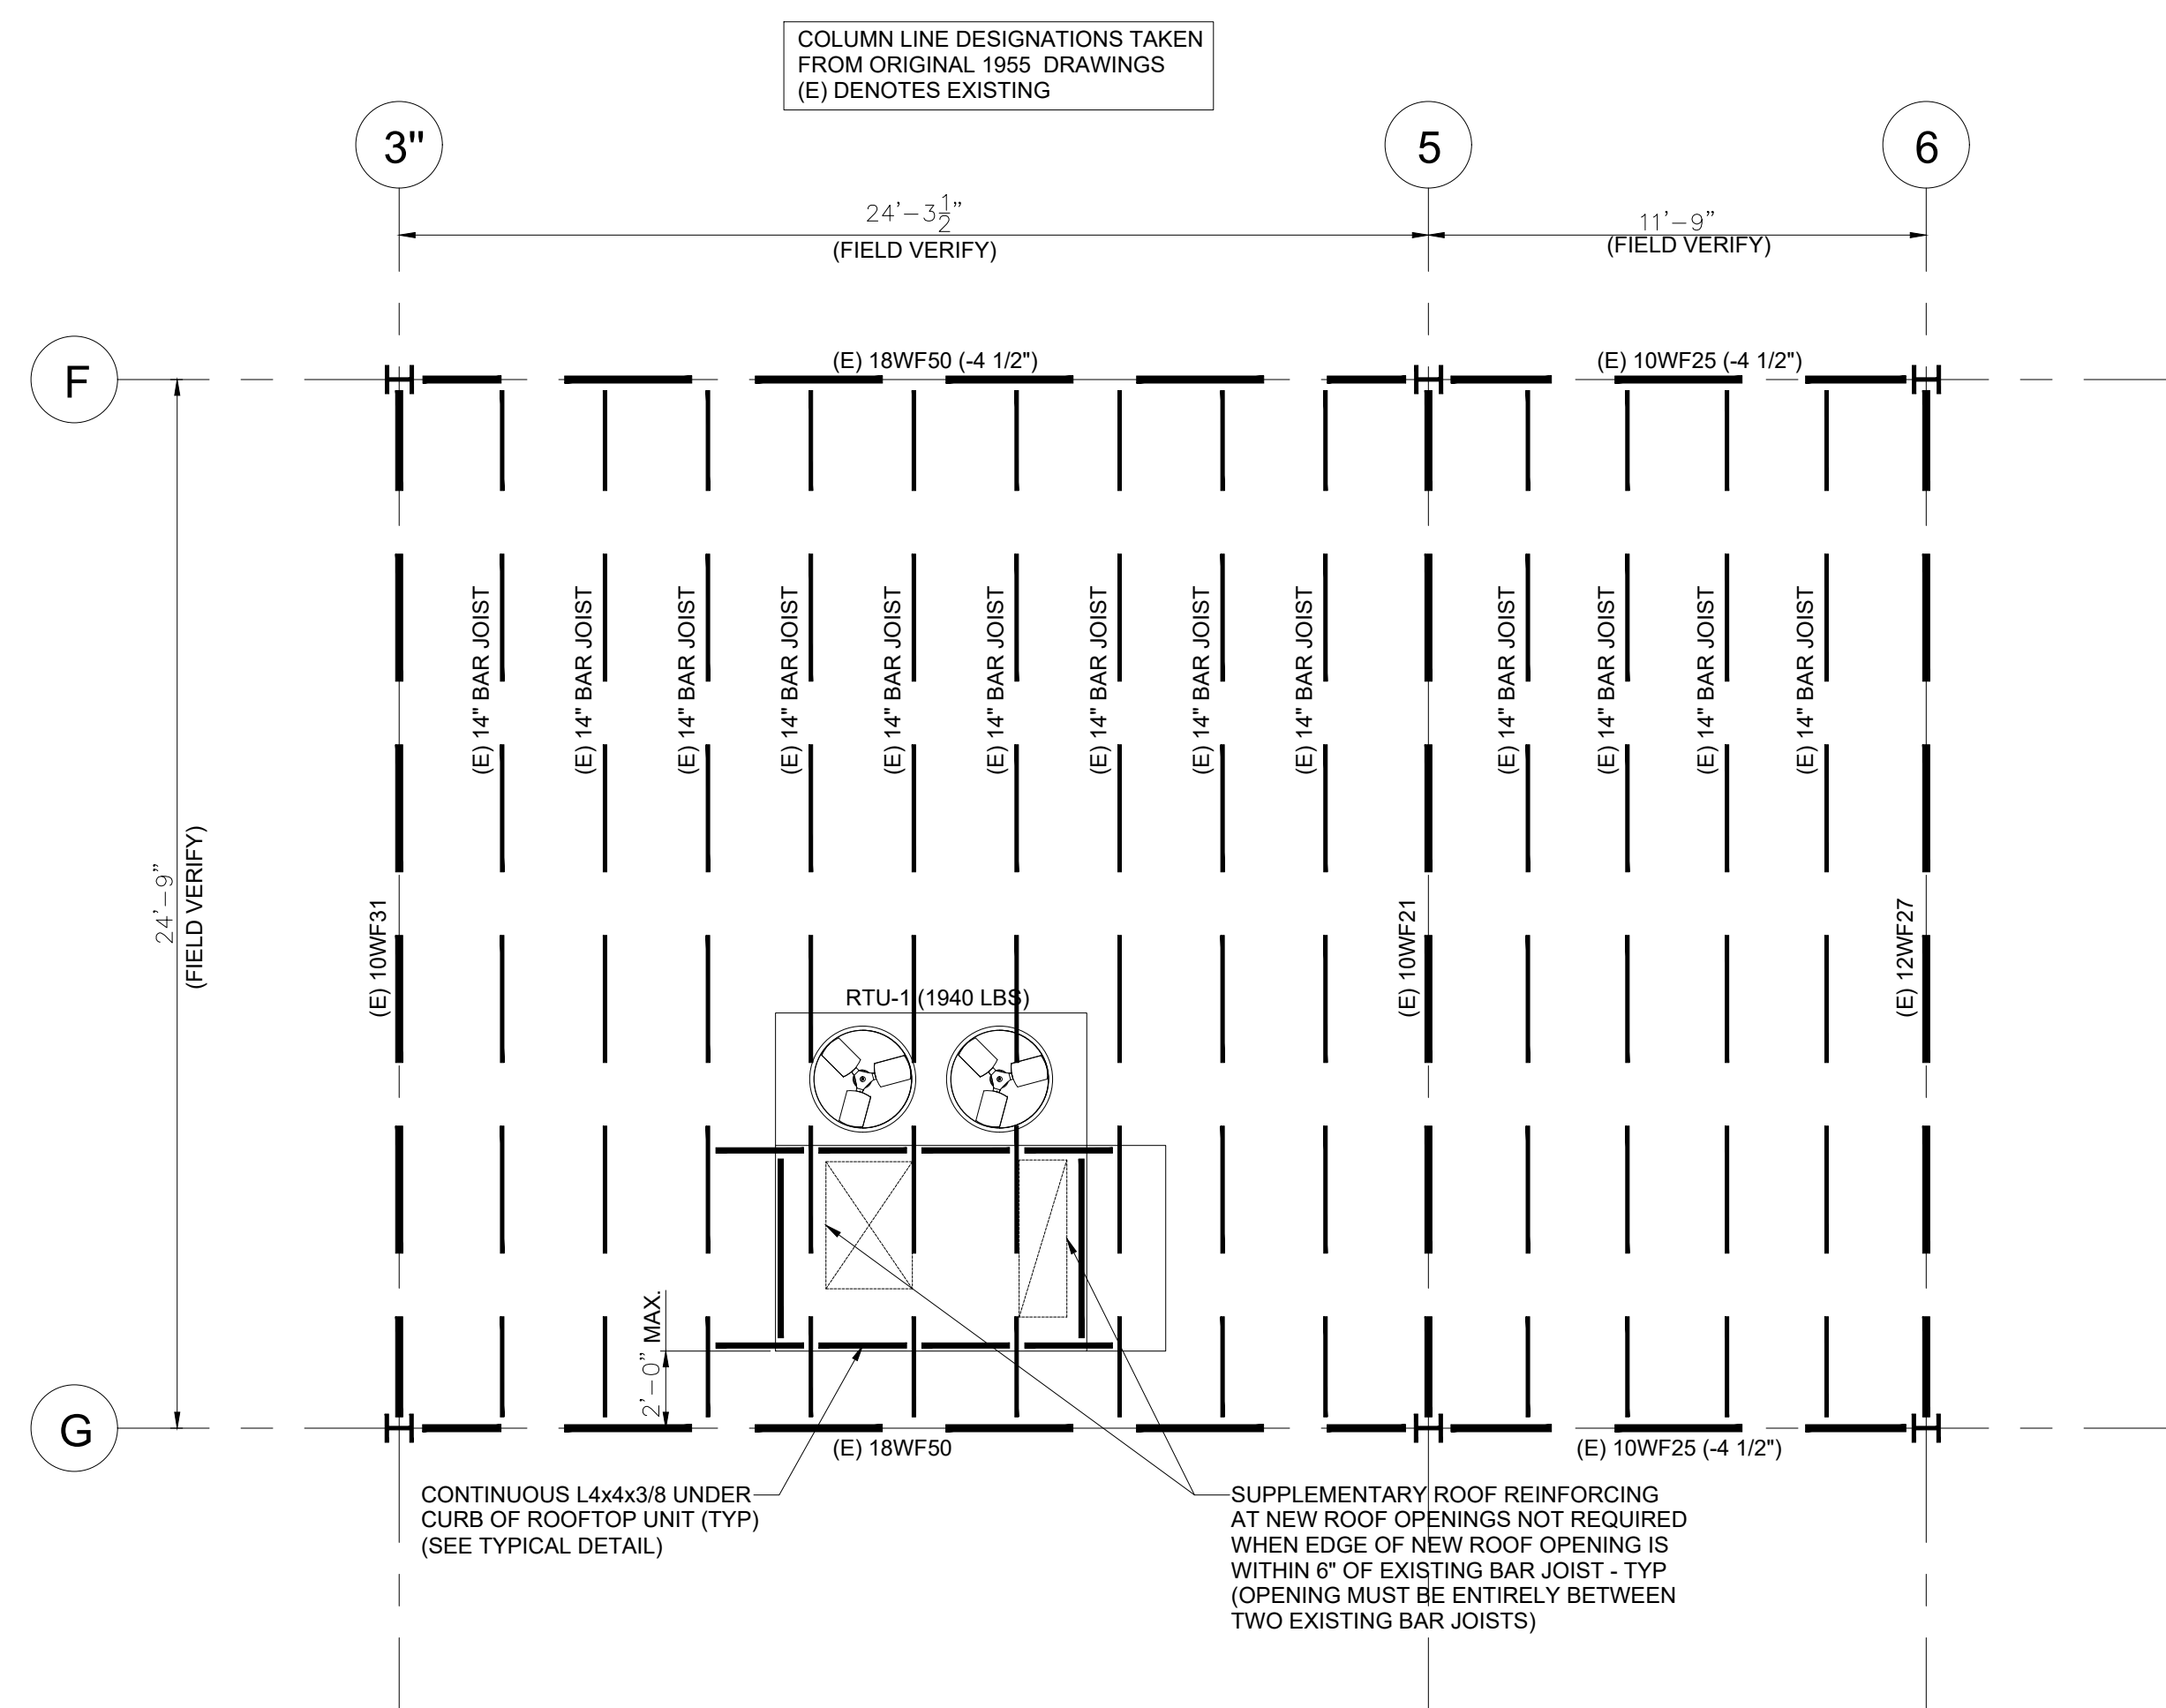 COLUMN LINE DESIGNATIONS TAKEN
FROM ORIGINAL 1955 DRAWINGS
(E) DENOTES EXISTING
3"
5
6
24'-3 1/2"
(FIELD VERIFY)
11'-9"
(FIELD VERIFY)
F
(E) 18WF50 (-4 1/2")
(E) 10WF25 (-4 1/2")
(E) 14" BAR JOIST
(E) 14" BAR JOIST
(E) 14" BAR JOIST
(E) 14" BAR JOIST
(E) 14" BAR JOIST
(E) 14" BAR JOIST
(E) 14" BAR JOIST
(E) 14" BAR JOIST
(E) 14" BAR JOIST
(E) 14" BAR JOIST
(E) 14" BAR JOIST
(E) 14" BAR JOIST
(E) 14" BAR JOIST
24'-9"
(FIELD VERIFY)
(E) 10WF31
(E) 10WF21
(E) 12WF27
RTU-1 (1940 LBS)
2'-0" MAX.
G
(E) 18WF50
(E) 10WF25 (-4 1/2")
CONTINUOUS L4x4x3/8 UNDER
CURB OF ROOFTOP UNIT (TYP)
(SEE TYPICAL DETAIL)
SUPPLEMENTARY ROOF REINFORCING
AT NEW ROOF OPENINGS NOT REQUIRED
WHEN EDGE OF NEW ROOF OPENING IS
WITHIN 6" OF EXISTING BAR JOIST - TYP
(OPENING MUST BE ENTIRELY BETWEEN
TWO EXISTING BAR JOISTS)